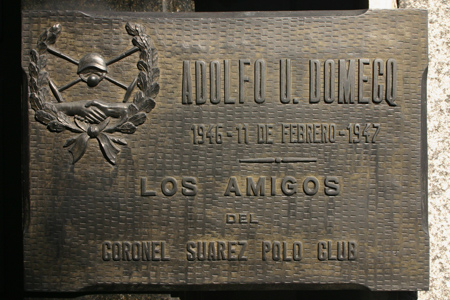 ADOLFO U. DOMECQ
1946-11 DE FEBRERO-1947
LOS AMIGOS
DEL
CORONEL SUAREZ POLO CLUB